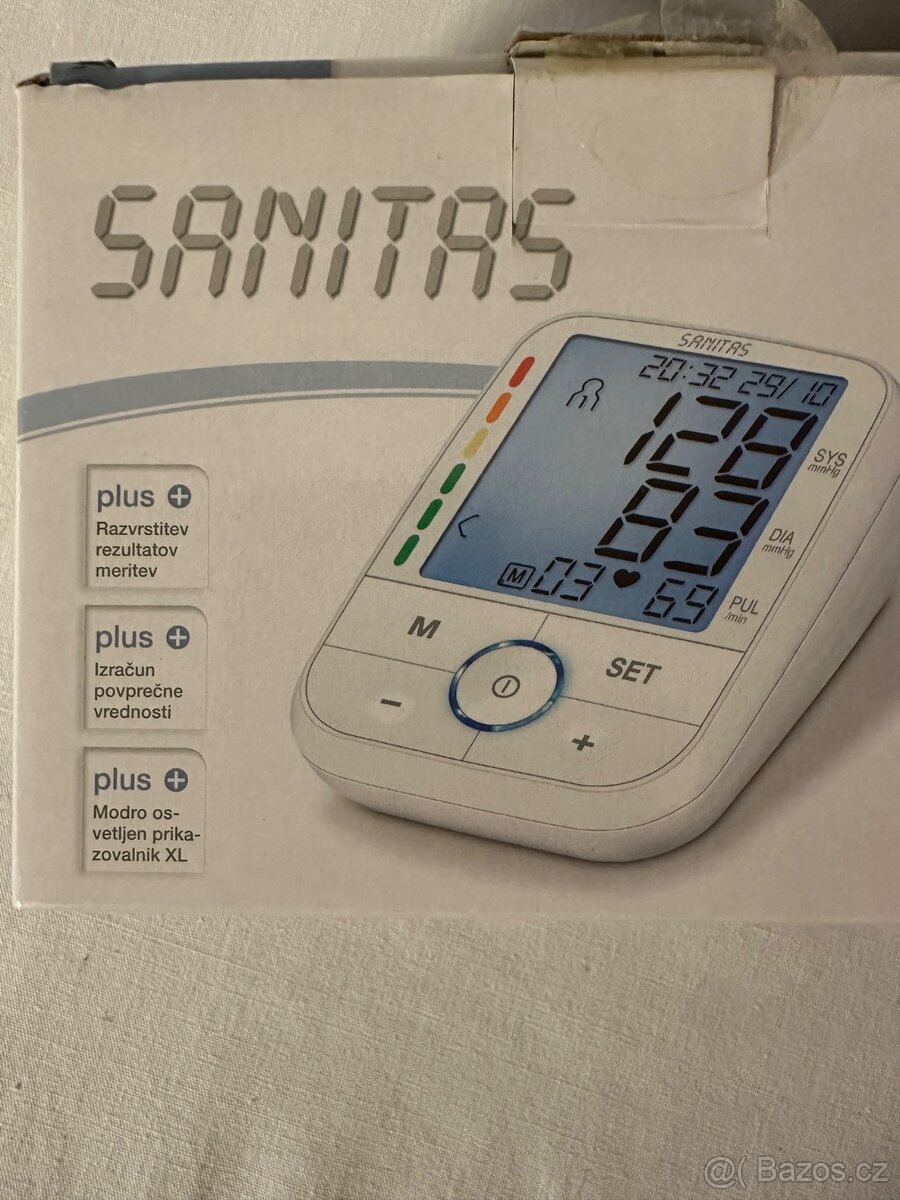 SANITAS
SANITAS
20:32 29/10
128
SYS
mmHg
83
DIA
mmHg
M 03 69
PUL
/min
M
SET
-
+
plus +
Razvrstitev
rezultatov
meritev
plus +
Izračun
povprečne
vrednosti
plus +
Modro os-
vetljen prika-
zovalnik XL
@( Bazos.cz